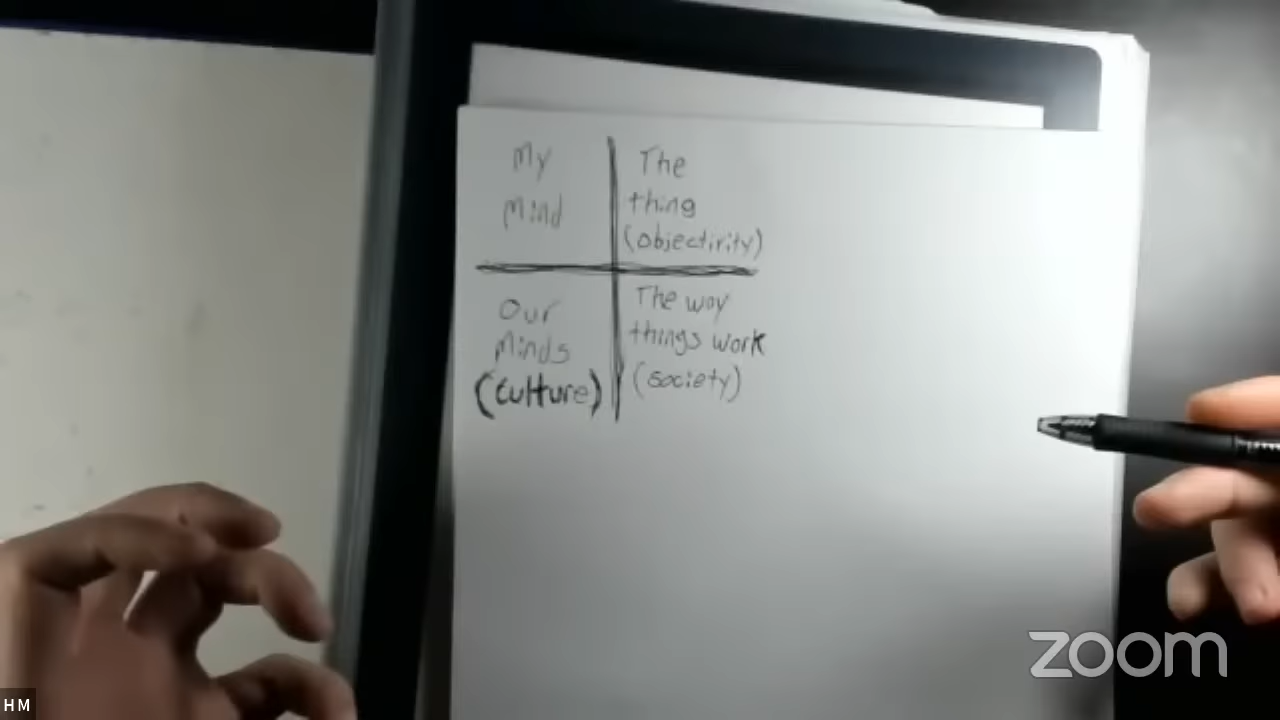 My
Mind
The
thing
(objectivity)
Our
Minds
(culture)
The way
things work
(society)
HM
zoom